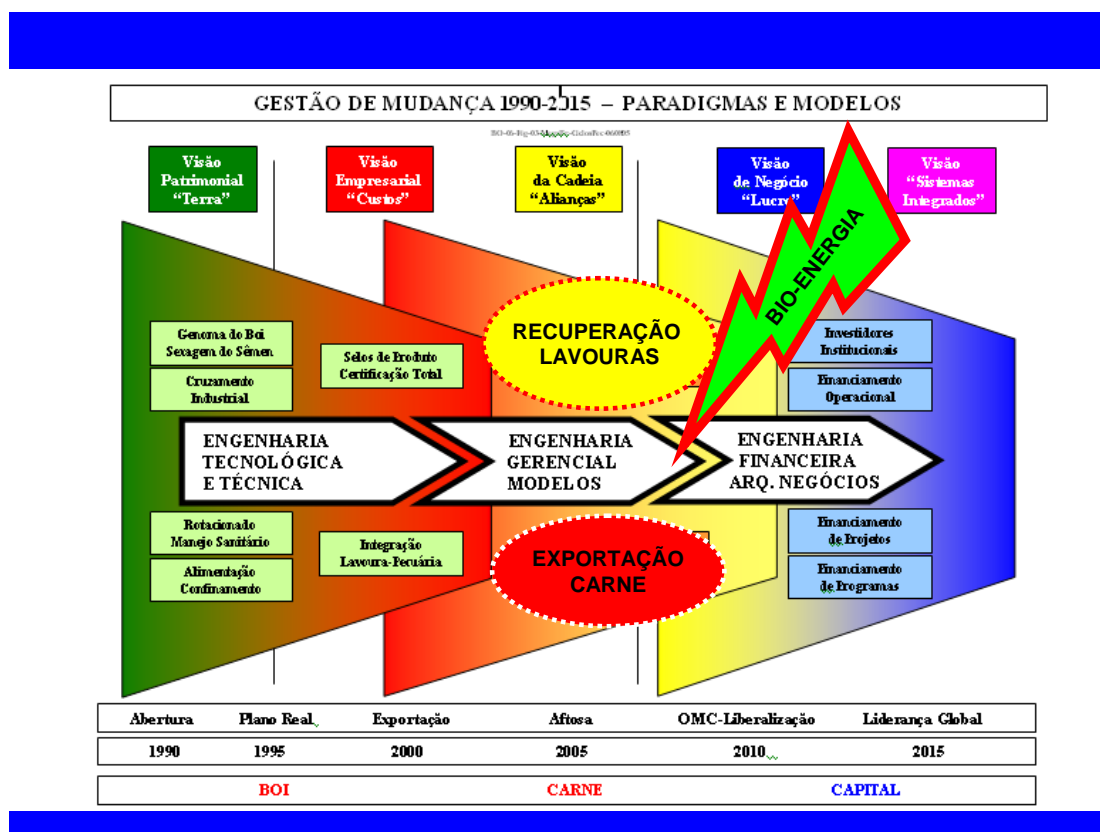 GESTÃO DE MUDANÇA 1990-2015 – PARADIGMAS E MODELOS
Visão
Patrimonial
“Terra”
Visão
Empresarial
“Custos”
Visão
da Cadeia
“Alianças”
Visão
de Negócio
“Lucro”
Visão
“Sistemas
Integrados”
BIO-ENERGIA
Genoma do Boi
Sexagem do Sêmen
Cruzamento
Industrial
Selos de Produto
Certificação Total
RECUPERAÇÃO
LAVOURAS
Investidores
Institucionais
Financiamento
Operacional
ENGENHARIA
TECNOLÓGICA
E TÉCNICA
ENGENHARIA
GERENCIAL
MODELOS
ENGENHARIA
FINANCEIRA
ARQ. NEGÓCIOS
Rotacionado
Manejo Sanitário
Alimentação
Confinamento
Integração
Lavoura-Pecuária
EXPORTAÇÃO
CARNE
Financiamento
de Projetos
Financiamento
de Programas
Abertura Plano Real Exportação Aftosa OMC-Liberalização Liderança Global
1990 1995 2000 2005 2010 2015
BOI CARNE CAPITAL